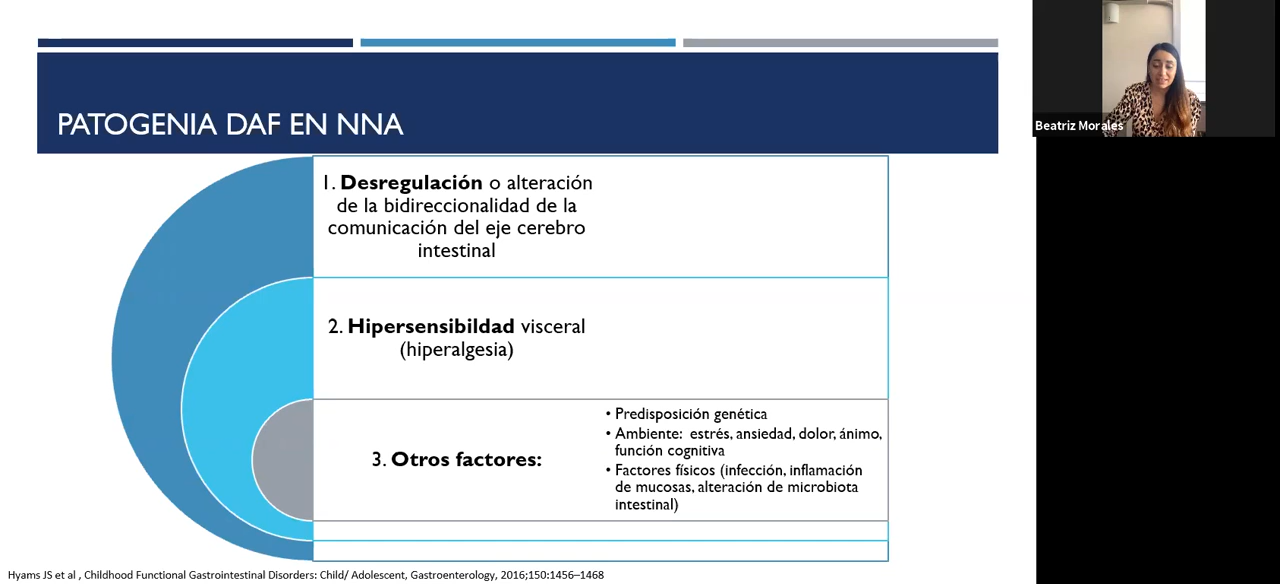 PATOGENIA DAF EN NNA
1. Desregulación o alteración
de la bidireccionalidad de la
comunicación del eje cerebro
intestinal
2. Hipersensibildad visceral
(hiperalgesia)
3. Otros factores:
• Predisposición genética
• Ambiente: estrés, ansiedad, dolor, ánimo,
función cognitiva
• Factores físicos (infección, inflamación
de mucosas, alteración de microbiota
intestinal)
Hyams JS et al , Childhood Functional Gastrointestinal Disorders: Child/ Adolescent, Gastroenterology, 2016;150:1456–1468
Beatriz Morales